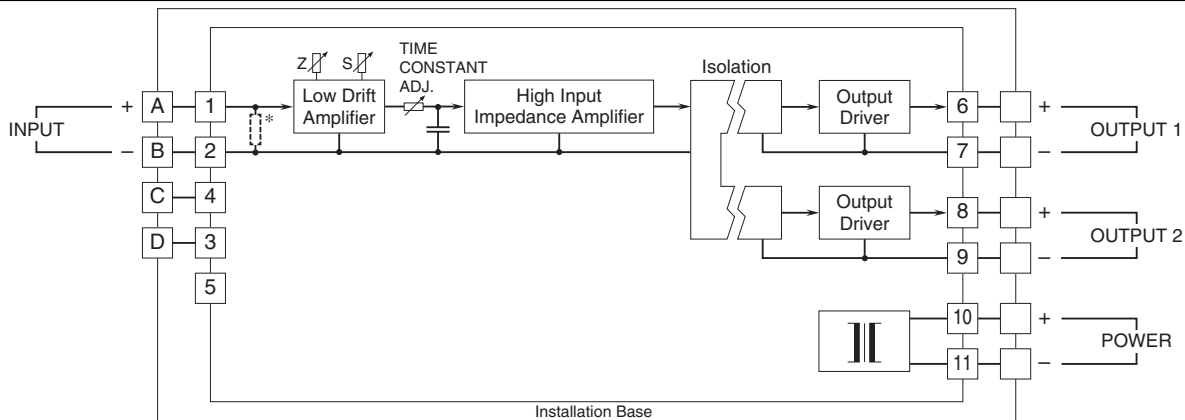 Z
S
TIME
CONSTANT
ADJ.
Isolation
INPUT
+
A
1
*
Low Drift
Amplifier
High Input
Impedance Amplifier
Output
Driver
6
+
OUTPUT 1
−
B
2
7
−
C
4
D
3
5
Output
Driver
8
+
OUTPUT 2
9
−
10
+
POWER
11
−
Installation Base